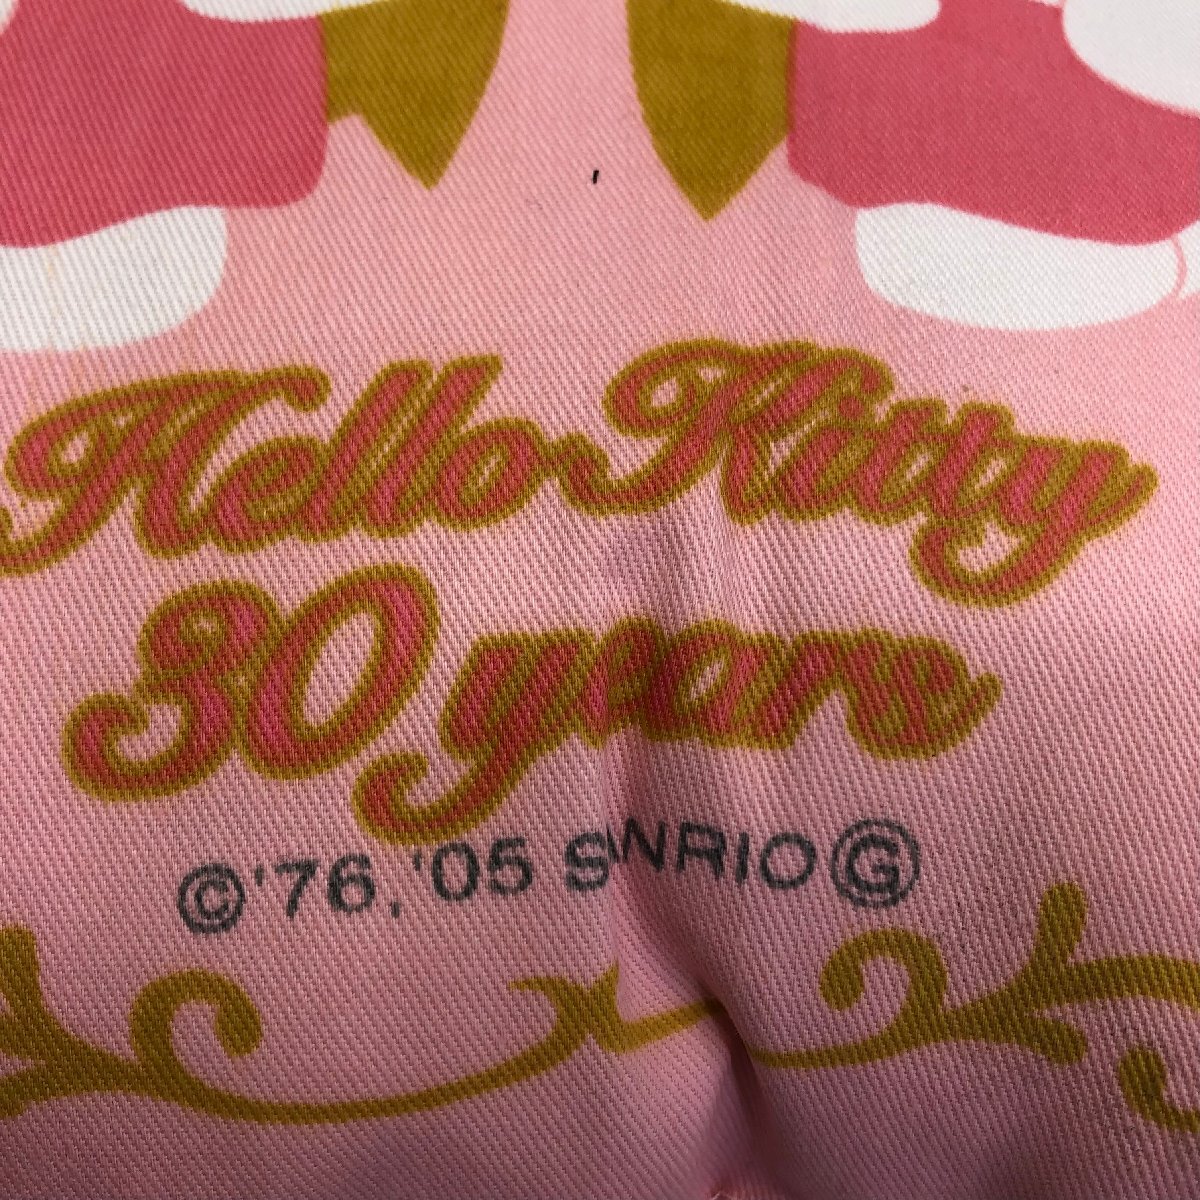 Hello Kitty
30 years
©'76, '05 SANRIO Ⓖ